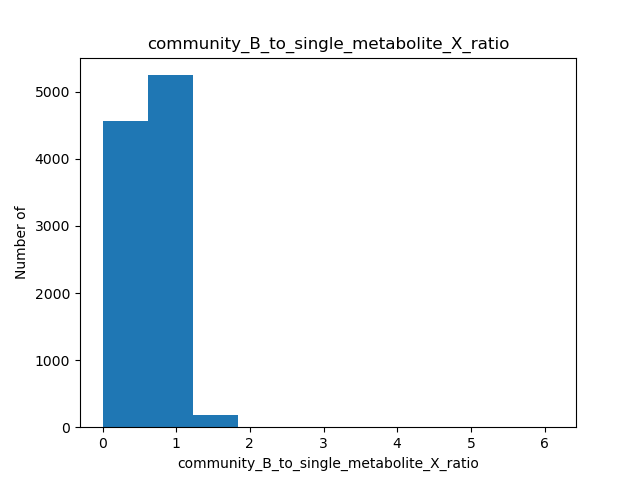 community_B_to_single_metabolite_X_ratio
Number of
5000
4000
3000
2000
1000
0
0 1 2 3 4 5 6
community_B_to_single_metabolite_X_ratio